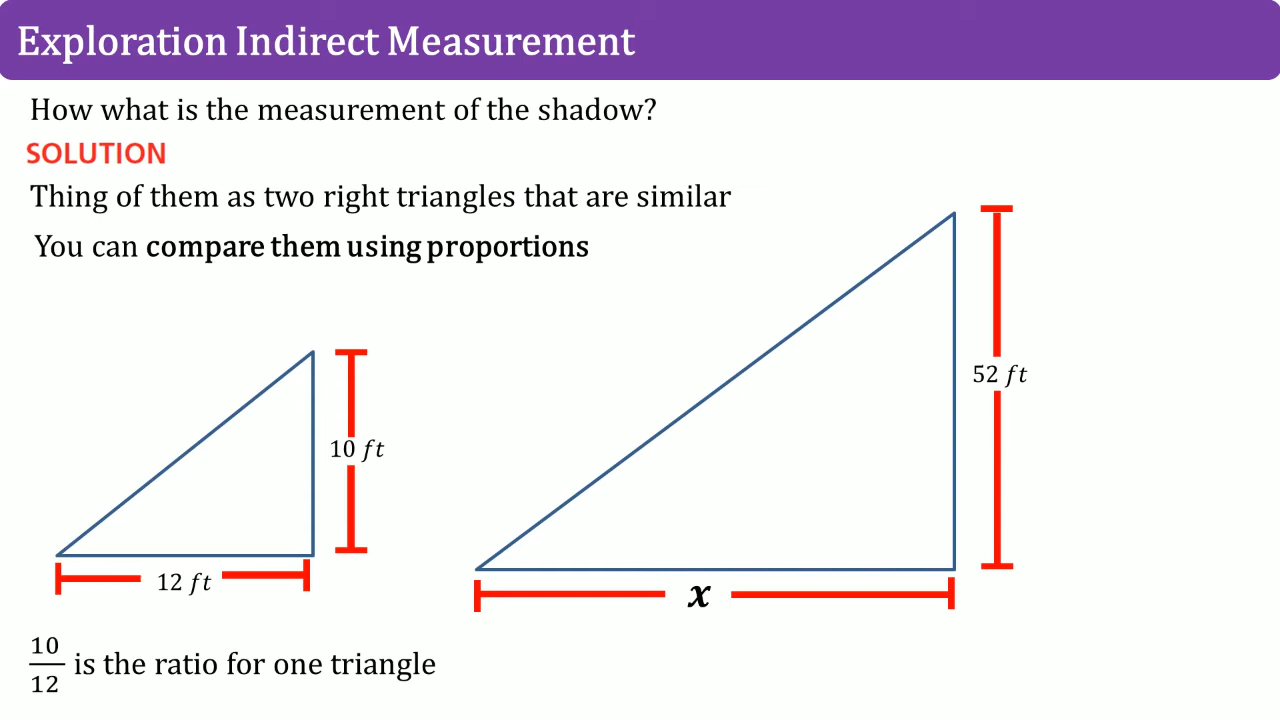 Exploration Indirect Measurement
How what is the measurement of the shadow?
SOLUTION
Thing of them as two right triangles that are similar
You can compare them using proportions
52 ft
10 ft
12 ft
x
10/12 is the ratio for one triangle